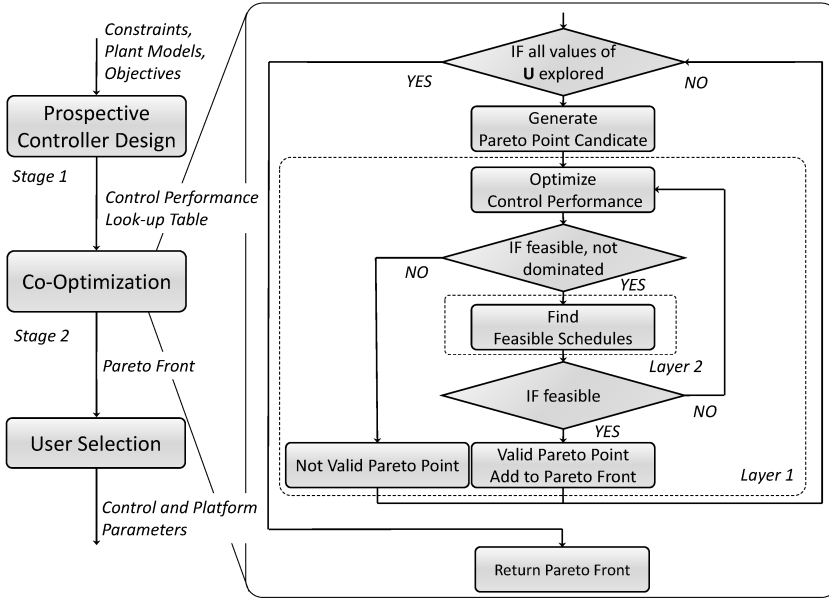 Constraints,
Plant Models,
Objectives
Prospective
Controller Design
Stage 1
Control Performance
Look-up Table
Co-Optimization
Stage 2
Pareto Front
User Selection
Control and Platform
Parameters
IF all values of
U explored
YES
NO
Generate
Pareto Point Candicate
Optimize
Control Performance
IF feasible, not
dominated
NO
YES
Find
Feasible Schedules
Layer 2
IF feasible
NO
YES
Not Valid Pareto Point
Valid Pareto Point
Add to Pareto Front
Layer 1
Return Pareto Front